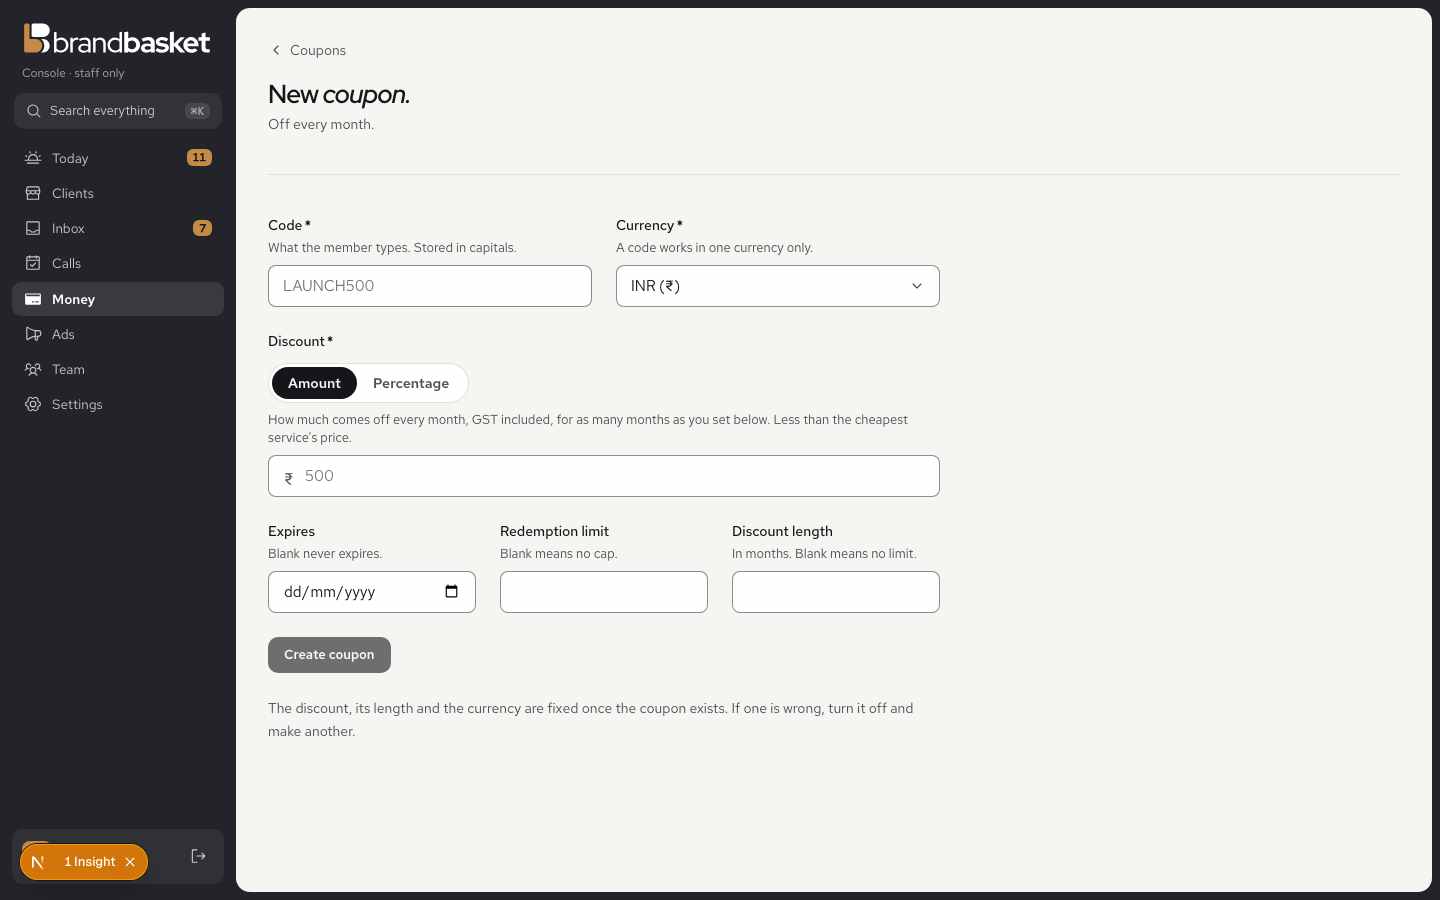 brandbasket
Console · staff only
Search everything ⌘K
Today 11
Clients
Inbox 7
Calls
Money
Ads
Team
Settings
1 Insight
Coupons
New coupon.
Off every month.
Code *
What the member types. Stored in capitals.
LAUNCH500
Currency *
A code works in one currency only.
INR (₹)
Discount *
Amount Percentage
How much comes off every month, GST included, for as many months as you set below. Less than the cheapest
service's price.
₹ 500
Expires
Blank never expires.
dd/mm/yyyy
Redemption limit
Blank means no cap.
Discount length
In months. Blank means no limit.
Create coupon
The discount, its length and the currency are fixed once the coupon exists. If one is wrong, turn it off and
make another.